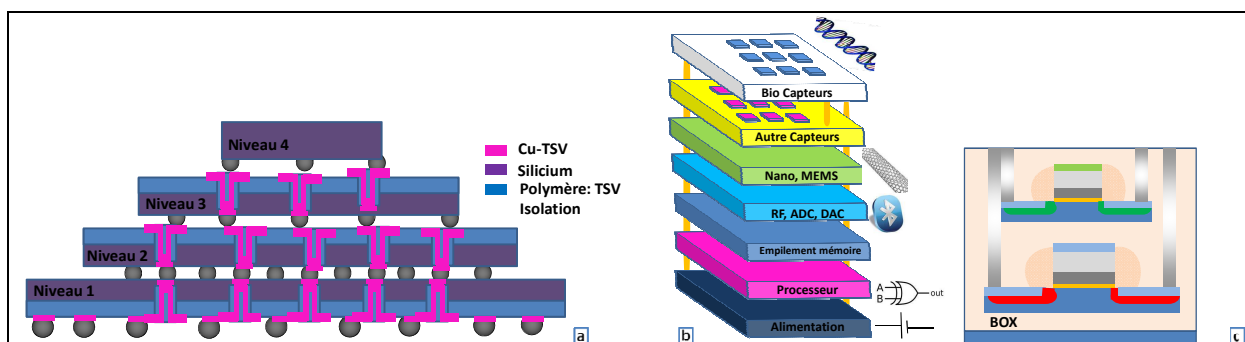 Niveau 4
Niveau 3
Niveau 2
Niveau 1
Cu-TSV
Silicium
Polymère: TSV
Isolation
a
Bio Capteurs
Autre Capteurs
Nano, MEMS
RF, ADC, DAC
Empilement mémoire
Processeur
Alimentation
A
B
out
b
BOX
c